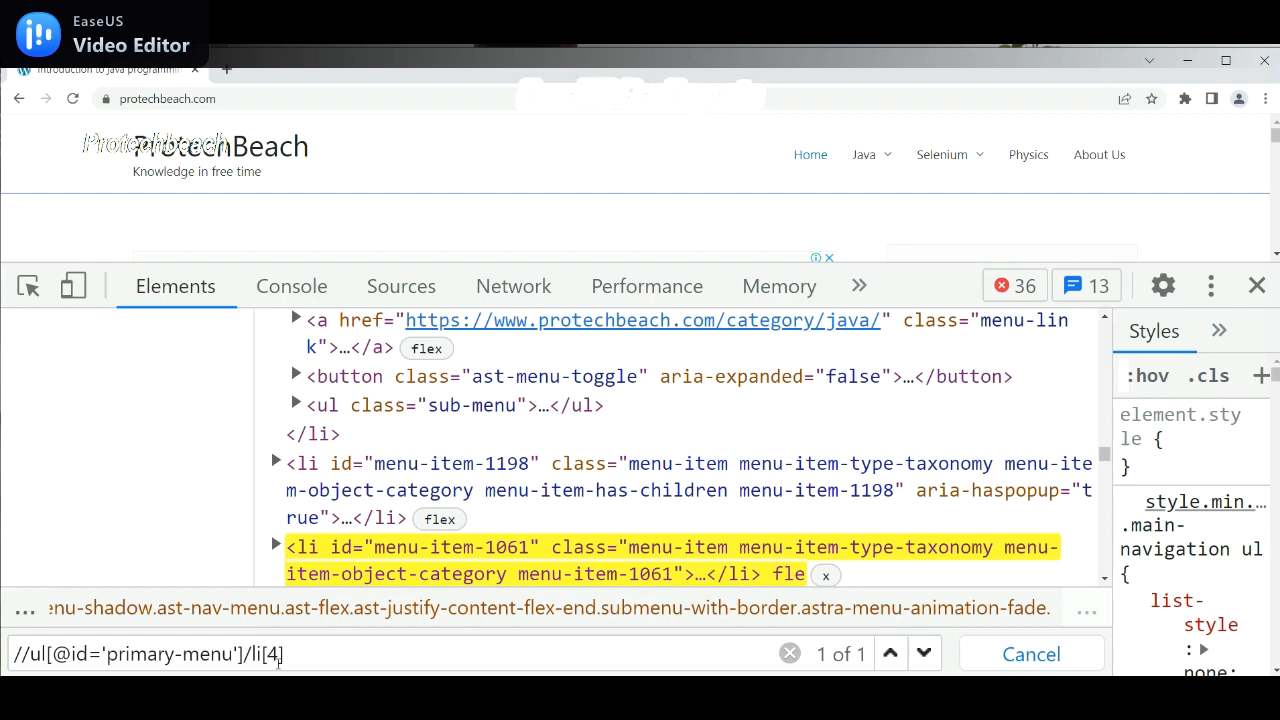 EaseUS
Video Editor
Introduction to Java programmin
protechbeach.com
Protechbeach
ProtechBeach
Knowledge in free time
Home Java Selenium Physics About Us
Elements Console Sources Network Performance Memory 36 13
<a href="https://www.protechbeach.com/category/java/" class="menu-lin
k">…</a> flex
<button class="ast-menu-toggle" aria-expanded="false">…</button>
<ul class="sub-menu">…</ul>
</li>
<li id="menu-item-1198" class="menu-item menu-item-type-taxonomy menu-ite
m-object-category menu-item-has-children menu-item-1198" aria-haspopup="t
rue">…</li> flex
<li id="menu-item-1061" class="menu-item menu-item-type-taxonomy menu-
item-object-category menu-item-1061">…</li> fle x
... enu-shadow.ast-nav-menu.ast-flex.ast-justify-content-flex-end.submenu-with-border.astra-menu-animation-fade. ...
//ul[@id='primary-menu']/li[4] 1 of 1 Cancel
Styles
:hov .cls +
element.sty
le {
}
style.min.…
.main-
navigation ul
{
list-
style
:
none;